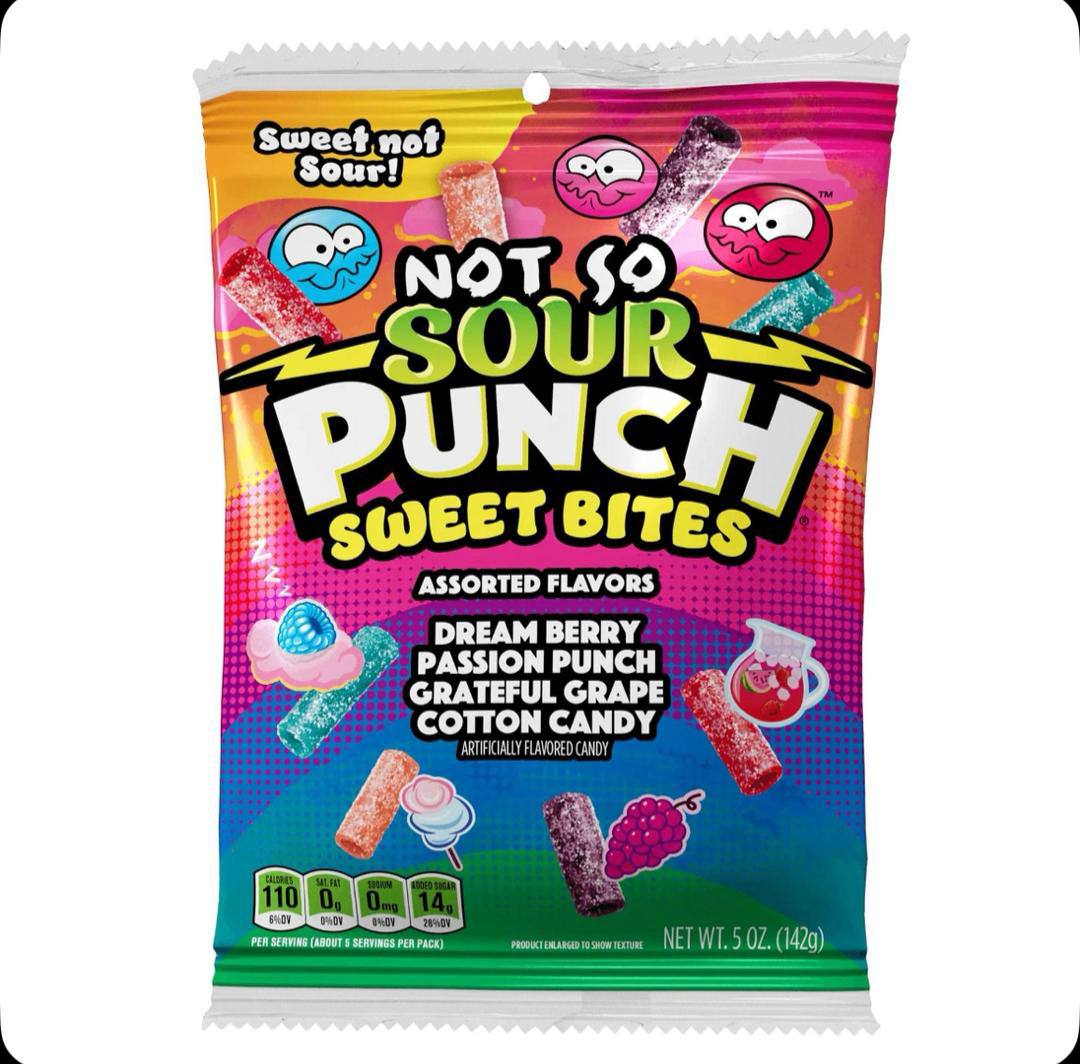 Sweet not
Sour!
TM
NOT SO
SOUR
PUNCH
SWEET BITES
®
ASSORTED FLAVORS
Z
Z
Z
DREAM BERRY
PASSION PUNCH
GRATEFUL GRAPE
COTTON CANDY
ARTIFICIALLY FLAVORED CANDY
CALORIES SAT. FAT SODIUM ADDED SUGAR
110 0g 0mg 14g
6%DV 0%DV 0%DV 28%DV
PER SERVING (ABOUT 5 SERVINGS PER PACK)
PRODUCT ENLARGED TO SHOW TEXTURE
NET WT. 5 OZ. (142g)